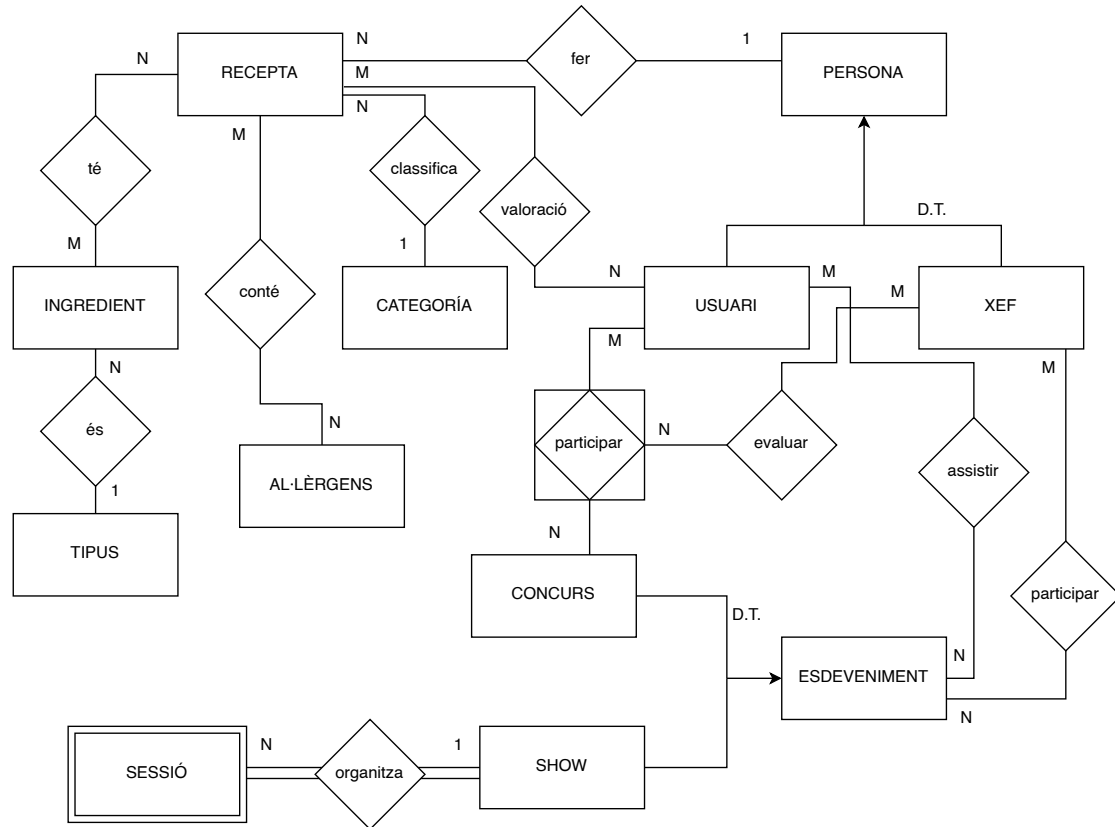 N
1
N
RECEPTA
fer
PERSONA
M
N
M
té
classifica
valoració
D.T.
M
1
N
M
M
INGREDIENT
conté
CATEGORÍA
USUARI
XEF
N
M
M
és
N
participar
N
evaluar
N
assistir
1
AL·LÈRGENS
N
TIPUS
CONCURS
participar
D.T.
N
ESDEVENIMENT
N
N
1
SESSIÓ
organitza
SHOW